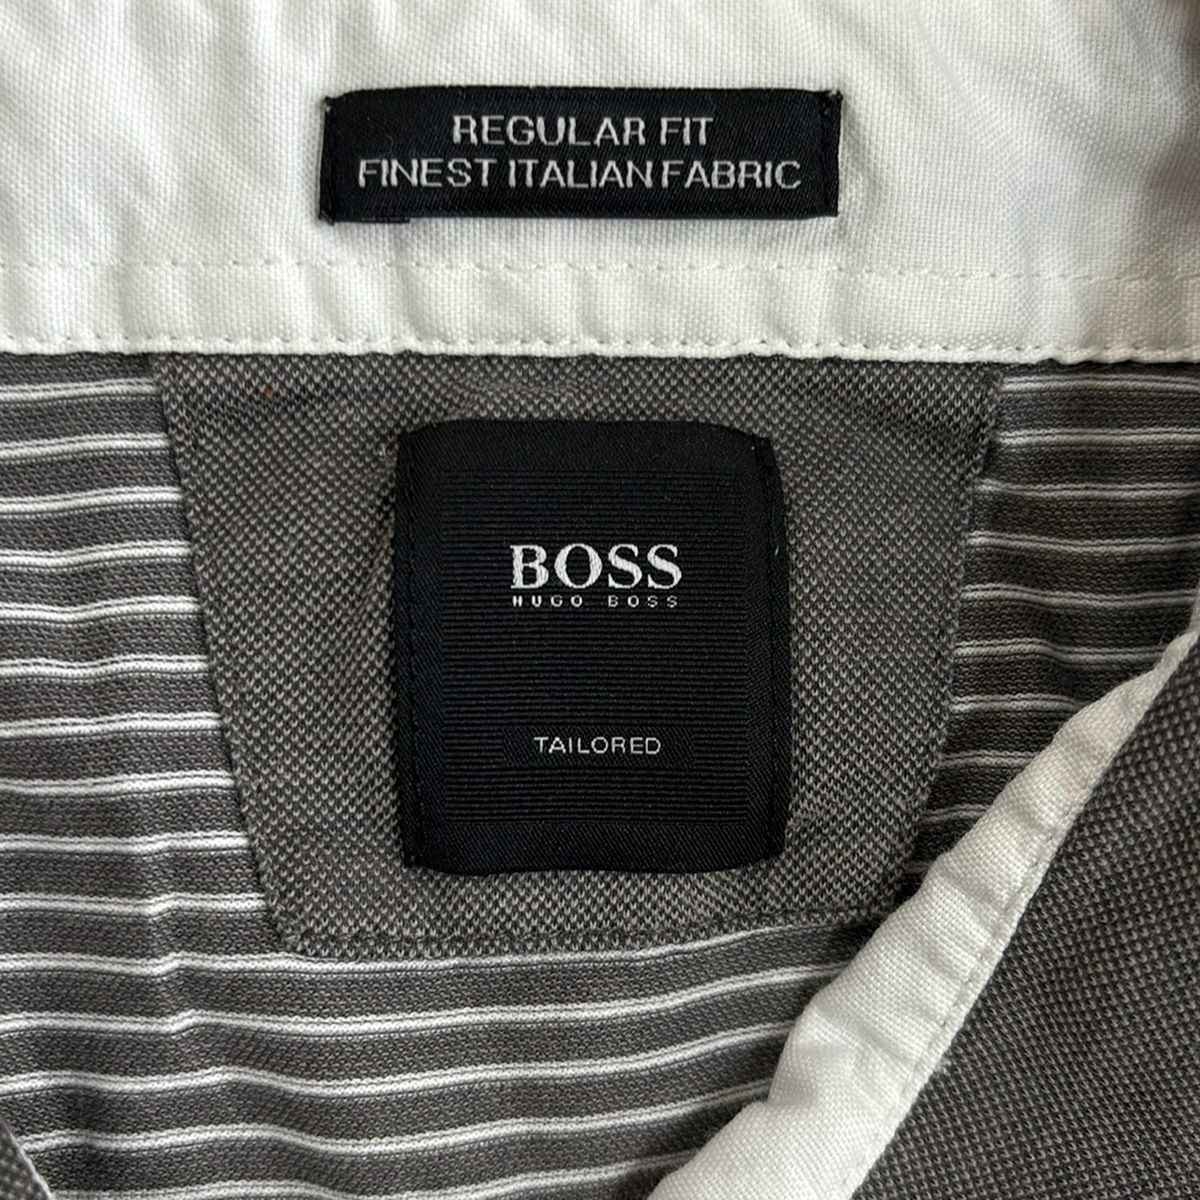 REGULAR FIT
FINEST ITALIAN FABRIC
BOSS
HUGO BOSS
TAILORED